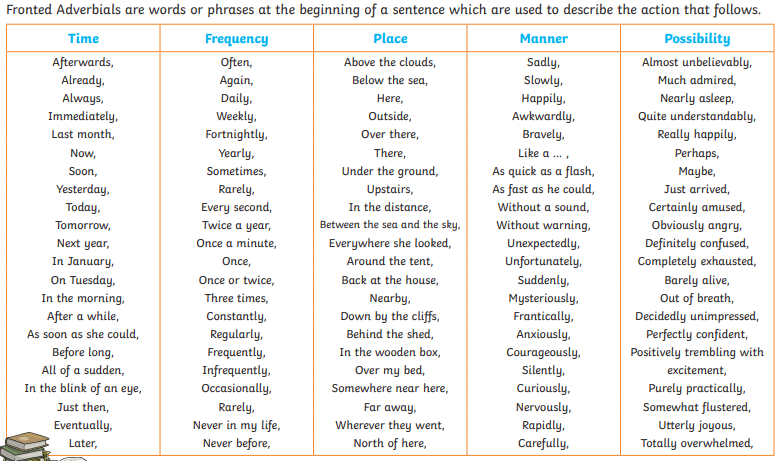 Fronted Adverbials are words or phrases at the beginning of a sentence which are used to describe the action that follows.
Time Frequency Place Manner Possibility
Afterwards, Often, Above the clouds, Sadly, Almost unbelievably,
Already, Again, Below the sea, Slowly, Much admired,
Always, Daily, Here, Happily, Nearly asleep,
Immediately, Weekly, Outside, Awkwardly, Quite understandably,
Last month, Fortnightly, Over there, Bravely, Really happily,
Now, Yearly, There, Like a ... , Perhaps,
Soon, Sometimes, Under the ground, As quick as a flash, Maybe,
Yesterday, Rarely, Upstairs, As fast as he could, Just arrived,
Today, Every second, In the distance, Without a sound, Certainly amused,
Tomorrow, Twice a year, Between the sea and the sky, Without warning, Obviously angry,
Next year, Once a minute, Everywhere she looked, Unexpectedly, Definitely confused,
In January, Once, Around the tent, Unfortunately, Completely exhausted,
On Tuesday, Once or twice, Back at the house, Suddenly, Barely alive,
In the morning, Three times, Nearby, Mysteriously, Out of breath,
After a while, Constantly, Down by the cliffs, Frantically, Decidedly unimpressed,
As soon as she could, Regularly, Behind the shed, Anxiously, Perfectly confident,
Before long, Frequently, In the wooden box, Courageously, Positively trembling with
All of a sudden, Infrequently, Over my bed, Silently, excitement,
In the blink of an eye, Occasionally, Somewhere near here, Curiously, Purely practically,
Just then, Rarely, Far away, Nervously, Somewhat flustered,
Eventually, Never in my life, Wherever they went, Rapidly, Utterly joyous,
Later, Never before, North of here, Carefully, Totally overwhelmed,